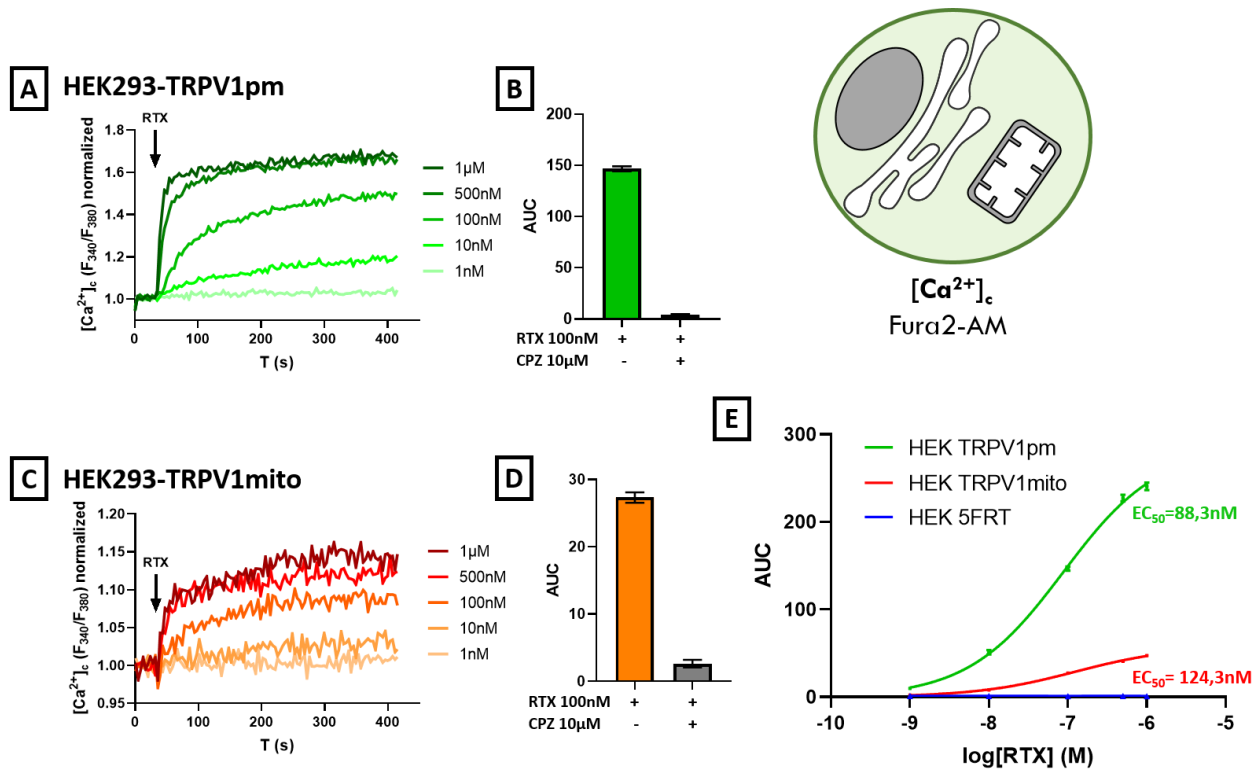 A HEK293-TRPV1pm
[Ca²⁺]c (F340/F380) normalized
1.8
1.6
1.4
1.2
1.0
RTX
0 100 200 300 400
T (s)
1µM
500nM
100nM
10nM
1nM
B
AUC
200
150
100
50
0
RTX 100nM + +
CPZ 10µM - +
[Ca²⁺]c
Fura2-AM
C HEK293-TRPV1mito
[Ca²⁺]c (F340/F380) normalized
1.20
1.15
1.10
1.05
1.00
0.95
RTX
0 100 200 300 400
T (s)
1µM
500nM
100nM
10nM
1nM
D
AUC
30
20
10
0
RTX 100nM + +
CPZ 10µM - +
E
AUC
300
200
100
0
HEK TRPV1pm
HEK TRPV1mito
HEK 5FRT
EC50=88,3nM
EC50= 124,3nM
-10 -9 -8 -7 -6 -5
log[RTX] (M)